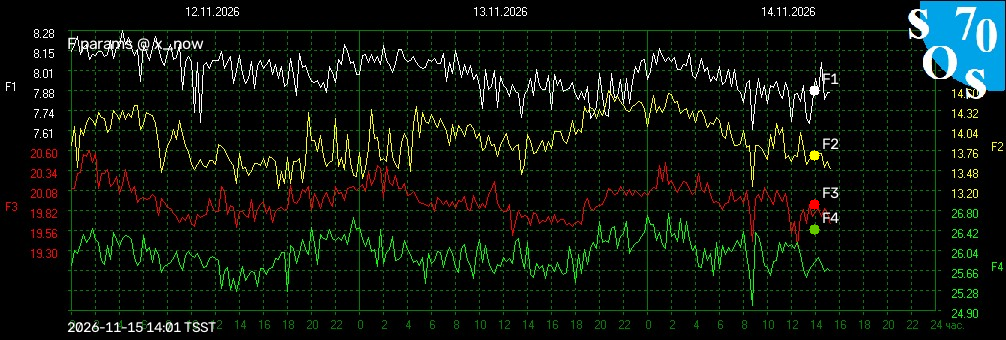 12.11.2026 13.11.2026 14.11.2026
SOS70
F params @ x_now
8.28
8.15
8.01
7.88
7.74
7.61
F1
20.60
20.34
20.08
19.82
19.56
19.30
F3
F1
F2
F3
F4
14.32
14.04
13.76
13.48
13.20
F2
26.80
26.42
26.04
25.66
25.28
24.90
F4
2026-11-15 14:01 TSST
12 14 16 18 20 22 0 2 4 6 8 10 12 14 16 18 20 22 0 2 4 6 8 10 12 14 16 18 20 22 24 час.